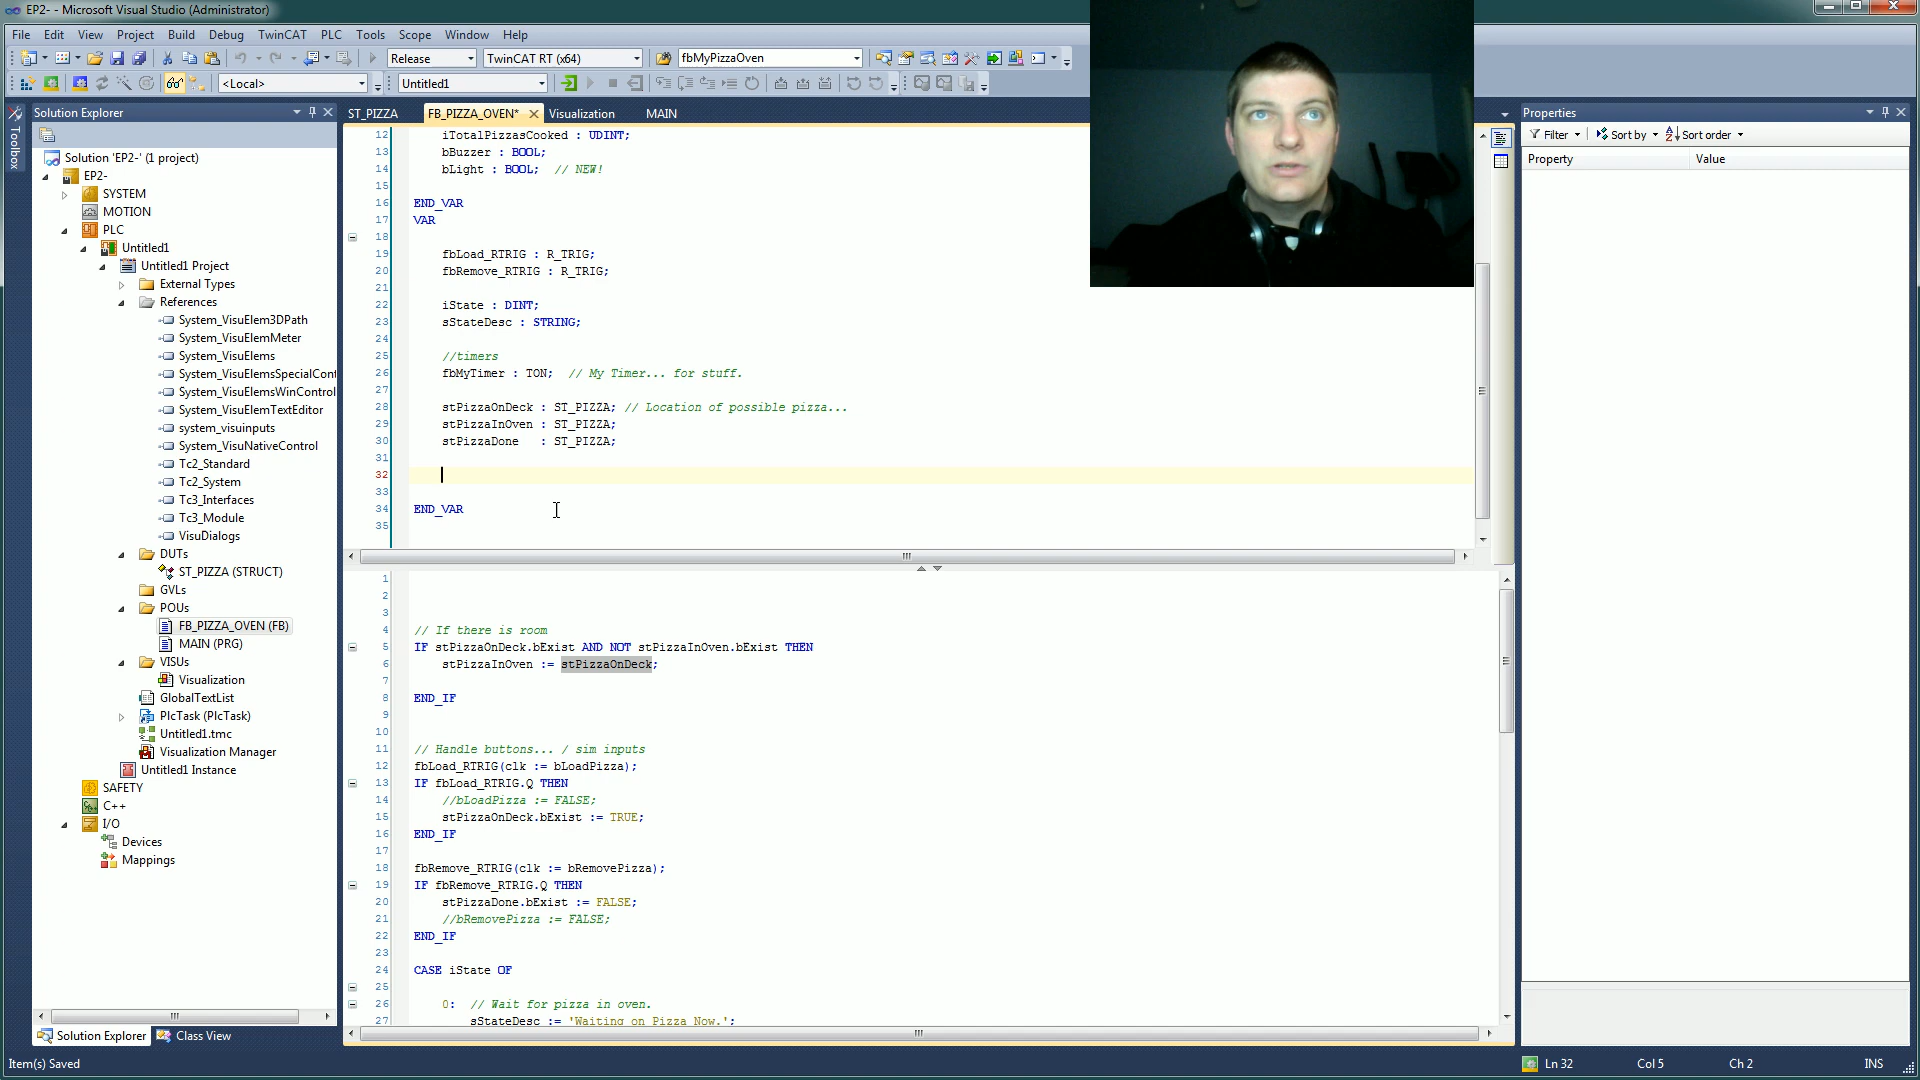 EP2- - Microsoft Visual Studio (Administrator)
File Edit View Project Build Debug TwinCAT PLC Tools Scope Window Help
Release TwinCAT RT (x64) fbMyPizzaOven
<Local> Untitled1
Toolbox
Solution Explorer
Solution 'EP2-' (1 project)
EP2-
SYSTEM
MOTION
PLC
Untitled1
Untitled1 Project
External Types
References
System_VisuElem3DPath
System_VisuElemMeter
System_VisuElems
System_VisuElemsSpecialCont
System_VisuElemsWinControl
System_VisuElemTextEditor
system_visuinputs
System_VisuNativeControl
Tc2_Standard
Tc2_System
Tc3_Interfaces
Tc3_Module
VisuDialogs
DUTs
ST_PIZZA (STRUCT)
GVLs
POUs
FB_PIZZA_OVEN (FB)
MAIN (PRG)
VISUs
Visualization
GlobalTextList
PlcTask (PlcTask)
Untitled1.tmc
Visualization Manager
Untitled1 Instance
SAFETY
C++
I/O
Devices
Mappings
Solution Explorer Class View
ST_PIZZA FB_PIZZA_OVEN* Visualization MAIN
12 iTotalPizzasCooked : UDINT;
13 bBuzzer : BOOL;
14 bLight : BOOL; // NEW!
15
16 END_VAR
17 VAR
18
19 fbLoad_RTRIG : R_TRIG;
20 fbRemove_RTRIG : R_TRIG;
21
22 iState : DINT;
23 sStateDesc : STRING;
24
25 //timers
26 fbMyTimer : TON; // My Timer... for stuff.
27
28 stPizzaOnDeck : ST_PIZZA; // Location of possible pizza...
29 stPizzaInOven : ST_PIZZA;
30 stPizzaDone : ST_PIZZA;
31
32
33
34 END_VAR
35
1
2
3
4 // If there is room
5 IF stPizzaOnDeck.bExist AND NOT stPizzaInOven.bExist THEN
6 stPizzaInOven := stPizzaOnDeck;
7
8 END_IF
9
10
11 // Handle buttons... / sim inputs
12 fbLoad_RTRIG(clk := bLoadPizza);
13 IF fbLoad_RTRIG.Q THEN
14 //bLoadPizza := FALSE;
15 stPizzaOnDeck.bExist := TRUE;
16 END_IF
17
18 fbRemove_RTRIG(clk := bRemovePizza);
19 IF fbRemove_RTRIG.Q THEN
20 stPizzaDone.bExist := FALSE;
21 //bRemovePizza := FALSE;
22 END_IF
23
24 CASE iState OF
25
26 0: // Wait for pizza in oven.
27 sStateDesc := 'Waiting on Pizza Now.';
Properties
Filter Sort by Sort order
Property Value
Item(s) Saved Ln 32 Col 5 Ch 2 INS